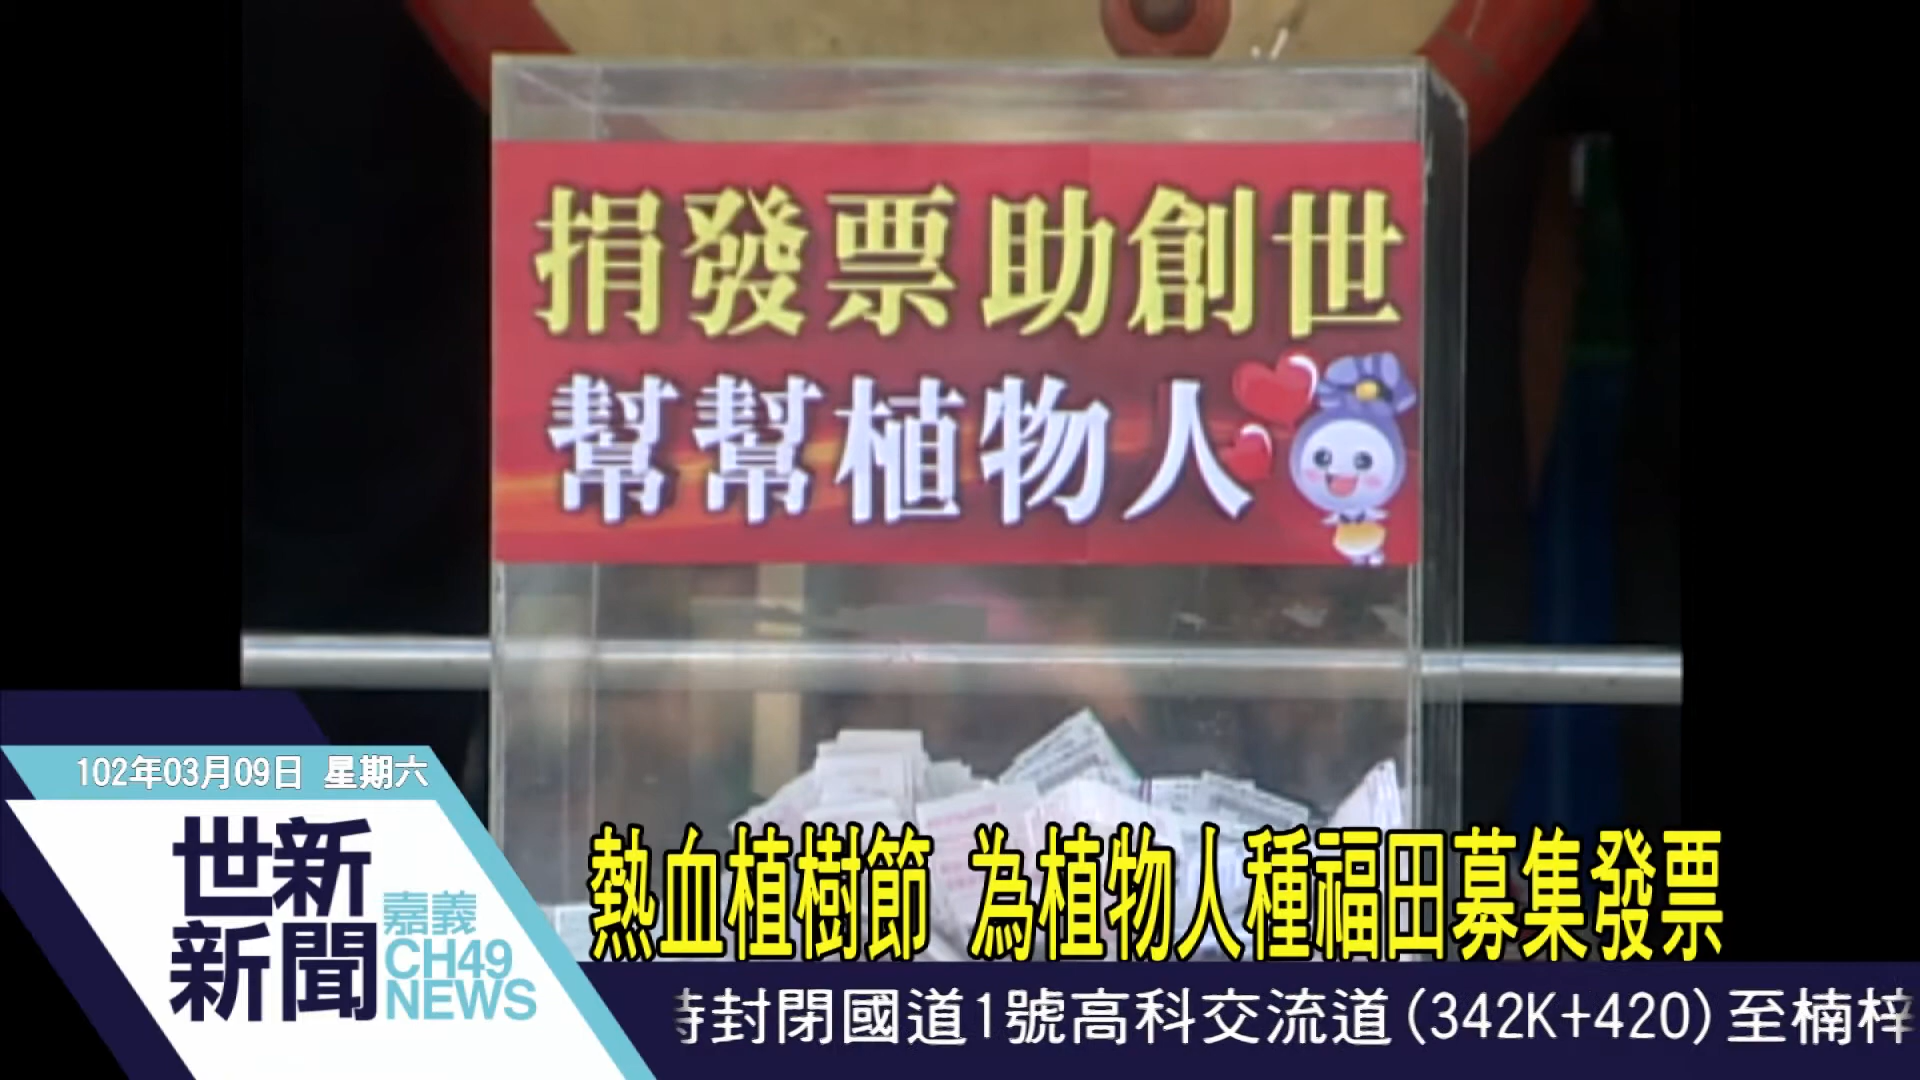 捐發票助創世
幫幫植物人
102年03月09日 星期六
世新
新聞
嘉義
CH49
NEWS
熱血植樹節 為植物人種福田募集發票
封閉國道1號高科交流道(342K+420)至楠梓